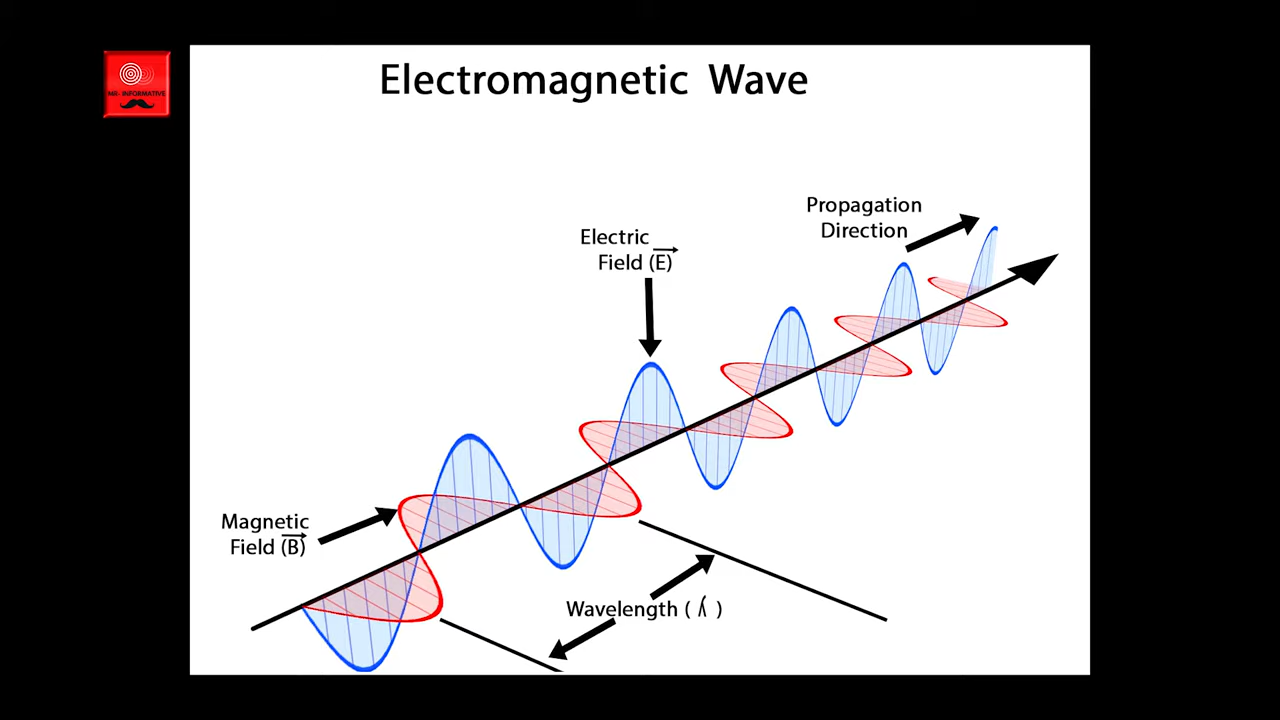 MR- INFORMATIVE
Electromagnetic Wave
Propagation
Direction
Electric
Field (E)
Magnetic
Field (B)
Wavelength ( λ )